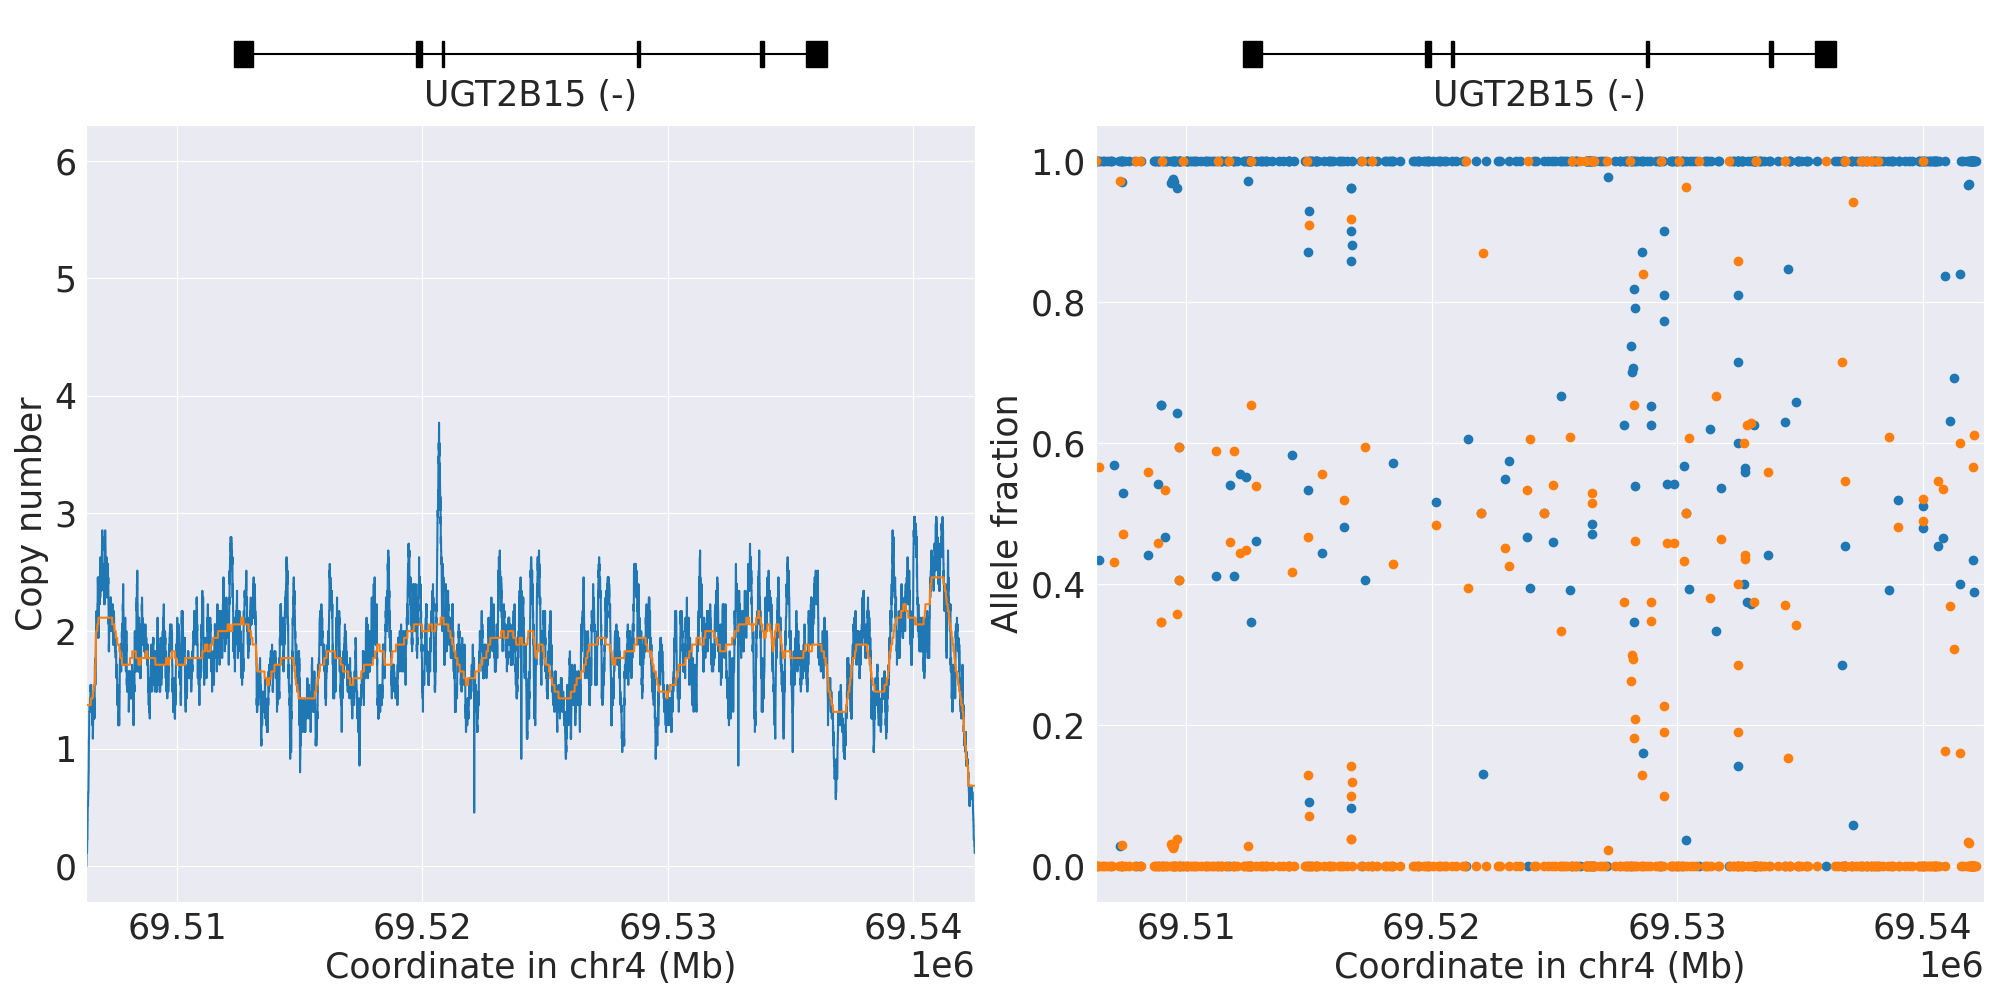 UGT2B15 (-)
6
5
4
3
2
1
0
Copy number
69.51 69.52 69.53 69.54
Coordinate in chr4 (Mb)
1e6
UGT2B15 (-)
1.0
0.8
0.6
0.4
0.2
0.0
Allele fraction
69.51 69.52 69.53 69.54
Coordinate in chr4 (Mb)
1e6